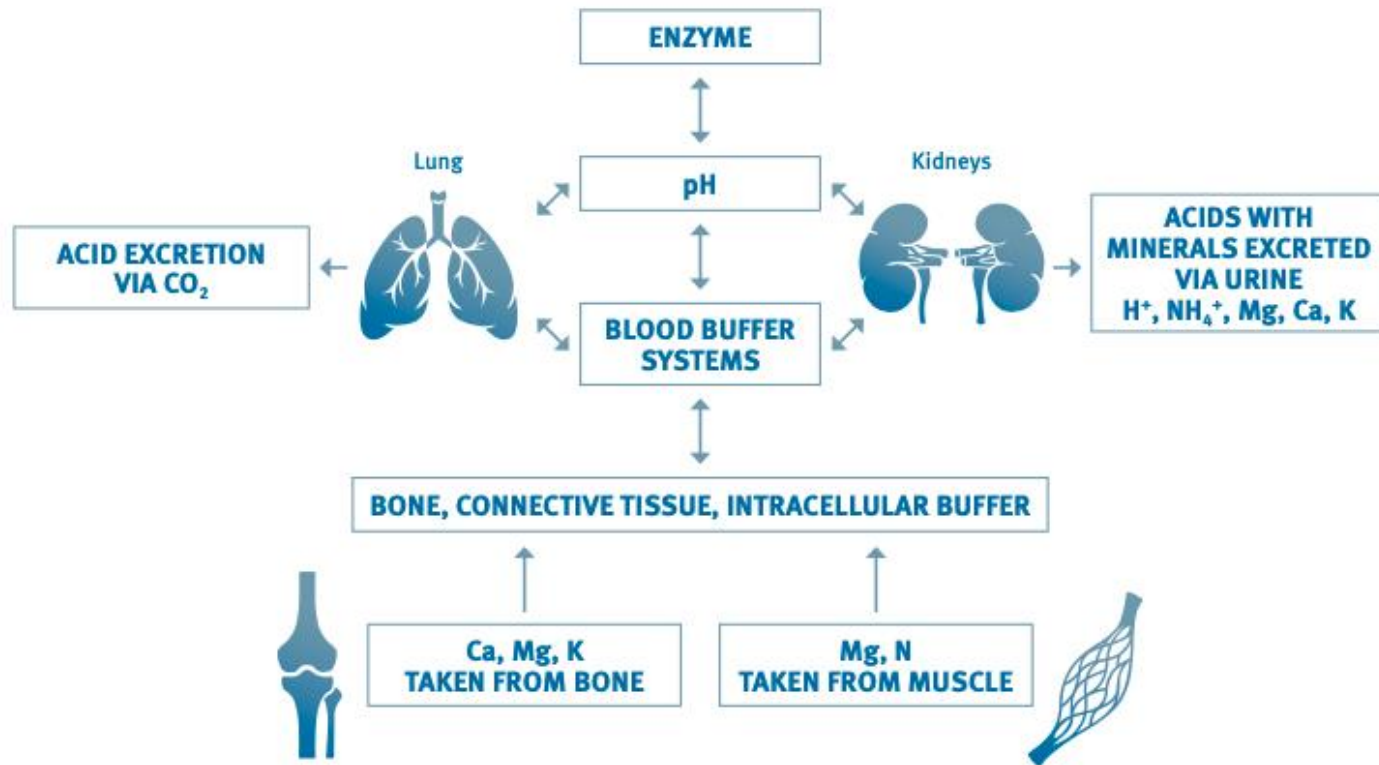 ENZYME
Lung
pH
Kidneys
ACID EXCRETION
VIA CO₂
ACIDS WITH
MINERALS EXCRETED
VIA URINE
H⁺, NH₄⁺, Mg, Ca, K
BLOOD BUFFER
SYSTEMS
BONE, CONNECTIVE TISSUE, INTRACELLULAR BUFFER
Ca, Mg, K
TAKEN FROM BONE
Mg, N
TAKEN FROM MUSCLE